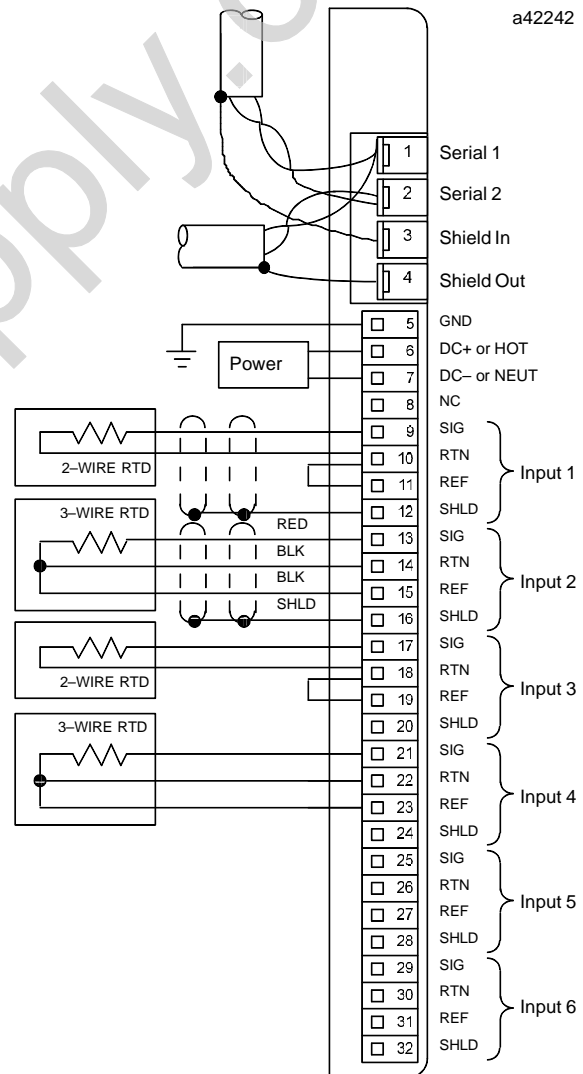 a42242
1 Serial 1
2 Serial 2
3 Shield In
4 Shield Out
5 GND
Power 6 DC+ or HOT
7 DC– or NEUT
8 NC
9 SIG
2–WIRE RTD 10 RTN
11 REF
Input 1
12 SHLD
3–WIRE RTD RED 13 SIG
BLK 14 RTN
BLK 15 REF
Input 2
SHLD 16 SHLD
17 SIG
2–WIRE RTD 18 RTN
19 REF
Input 3
20 SHLD
3–WIRE RTD 21 SIG
22 RTN
23 REF
Input 4
24 SHLD
25 SIG
26 RTN
27 REF
Input 5
28 SHLD
29 SIG
30 RTN
31 REF
Input 6
32 SHLD
pply.c